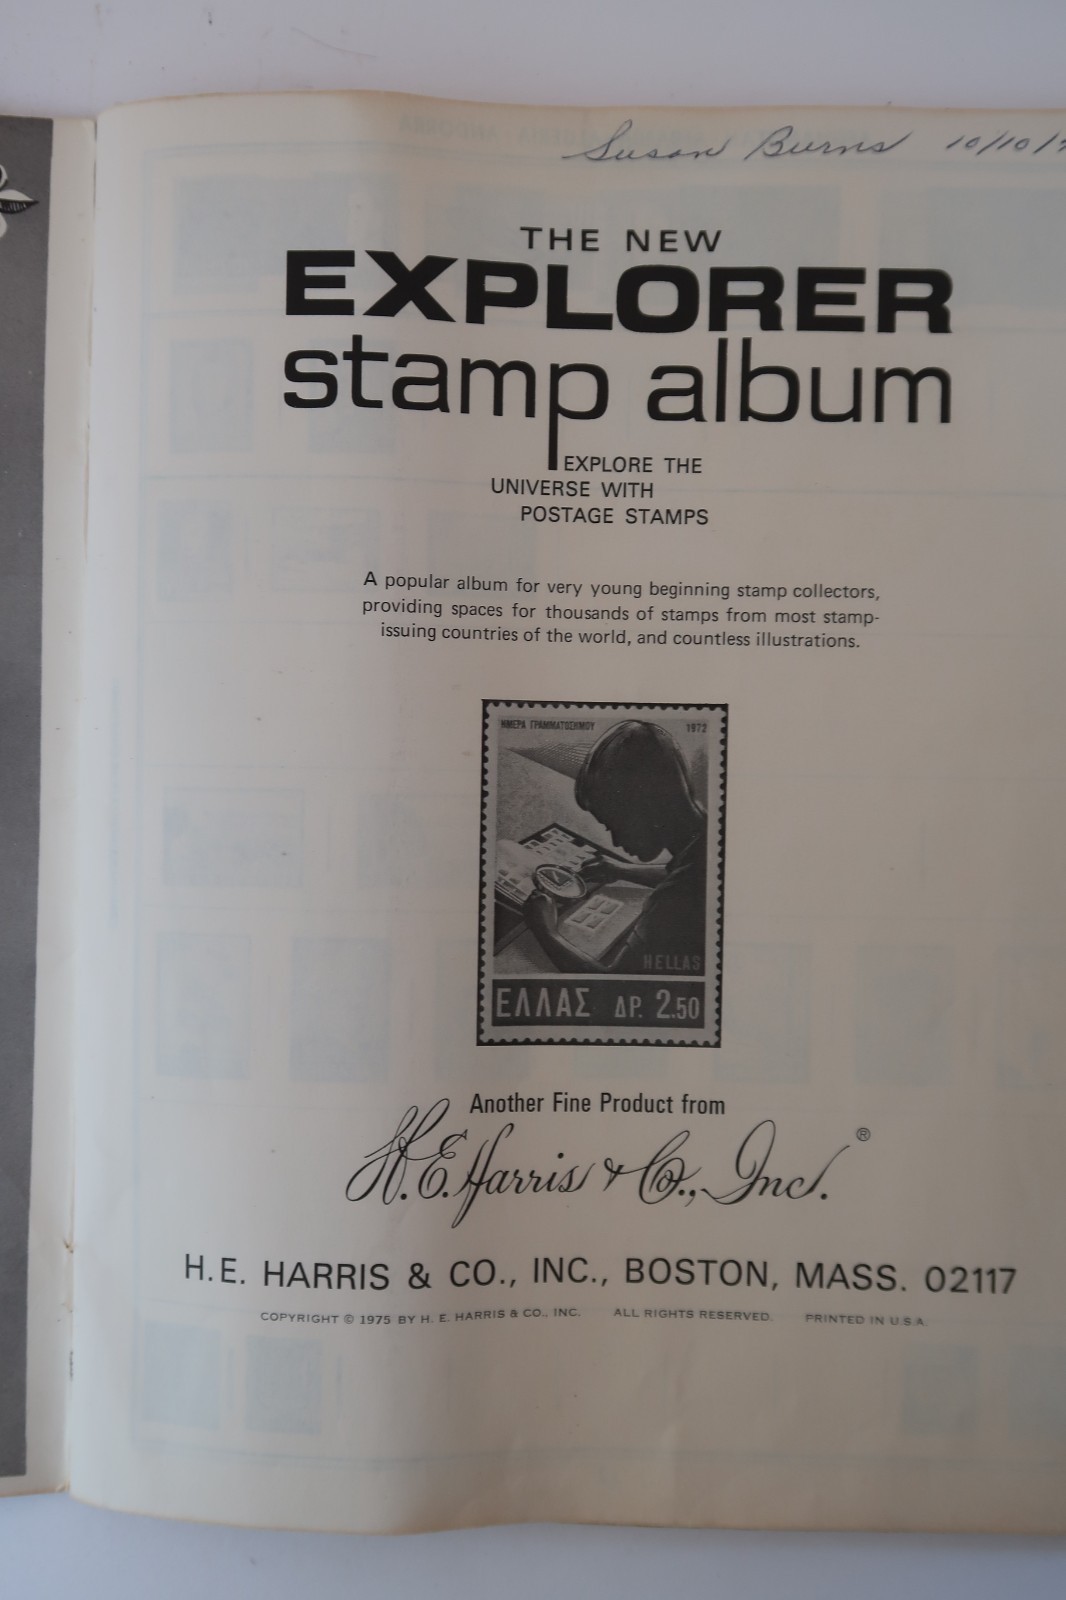 Susan Burns 10/10/
THE NEW
EXPLORER
stamp album
EXPLORE THE
UNIVERSE WITH
POSTAGE STAMPS
A popular album for very young beginning stamp collectors,
providing spaces for thousands of stamps from most stamp-
issuing countries of the world, and countless illustrations.
ΗΜΕΡΑ ΓΡΑΜΜΑΤΟΣΗΜΟΥ 1972
HELLAS
ΕΛΛΑΣ ΔΡ. 2.50
Another Fine Product from
H. E. Harris & Co., Inc. ®
H. E. HARRIS & CO., INC., BOSTON, MASS. 02117
COPYRIGHT © 1975 BY H. E. HARRIS & CO., INC. ALL RIGHTS RESERVED. PRINTED IN U.S.A.